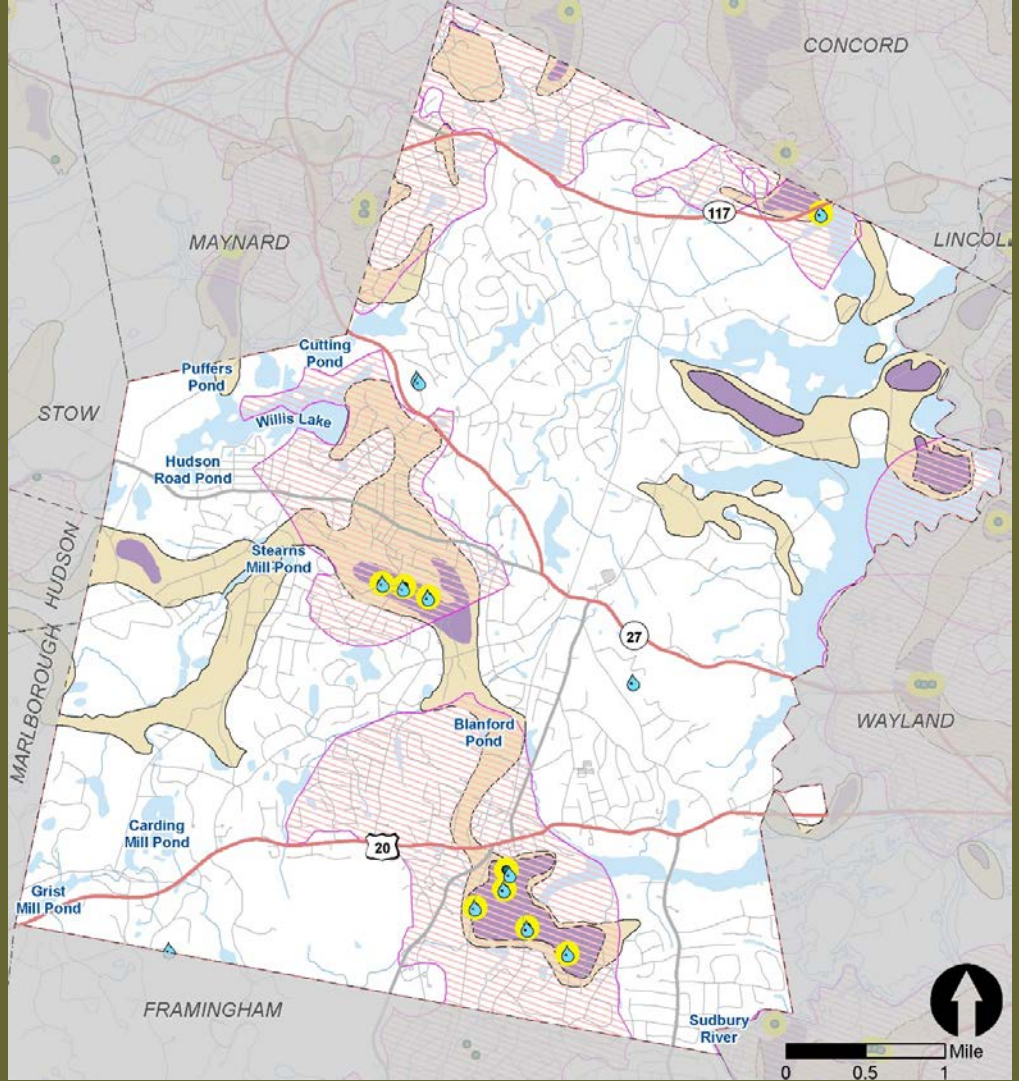 CONCORD
117
MAYNARD
LINCOL
Cutting
Pond
Puffers
Pond
STOW
Willis Lake
Hudson
Road Pond
HUDSON
Stearns
Mill Pond
27
MARLBOROUGH
WAYLAND
Blanford
Pond
Carding
Mill Pond
20
Grist
Mill Pond
FRAMINGHAM
Sudbury
River
Mile
0 0.5 1